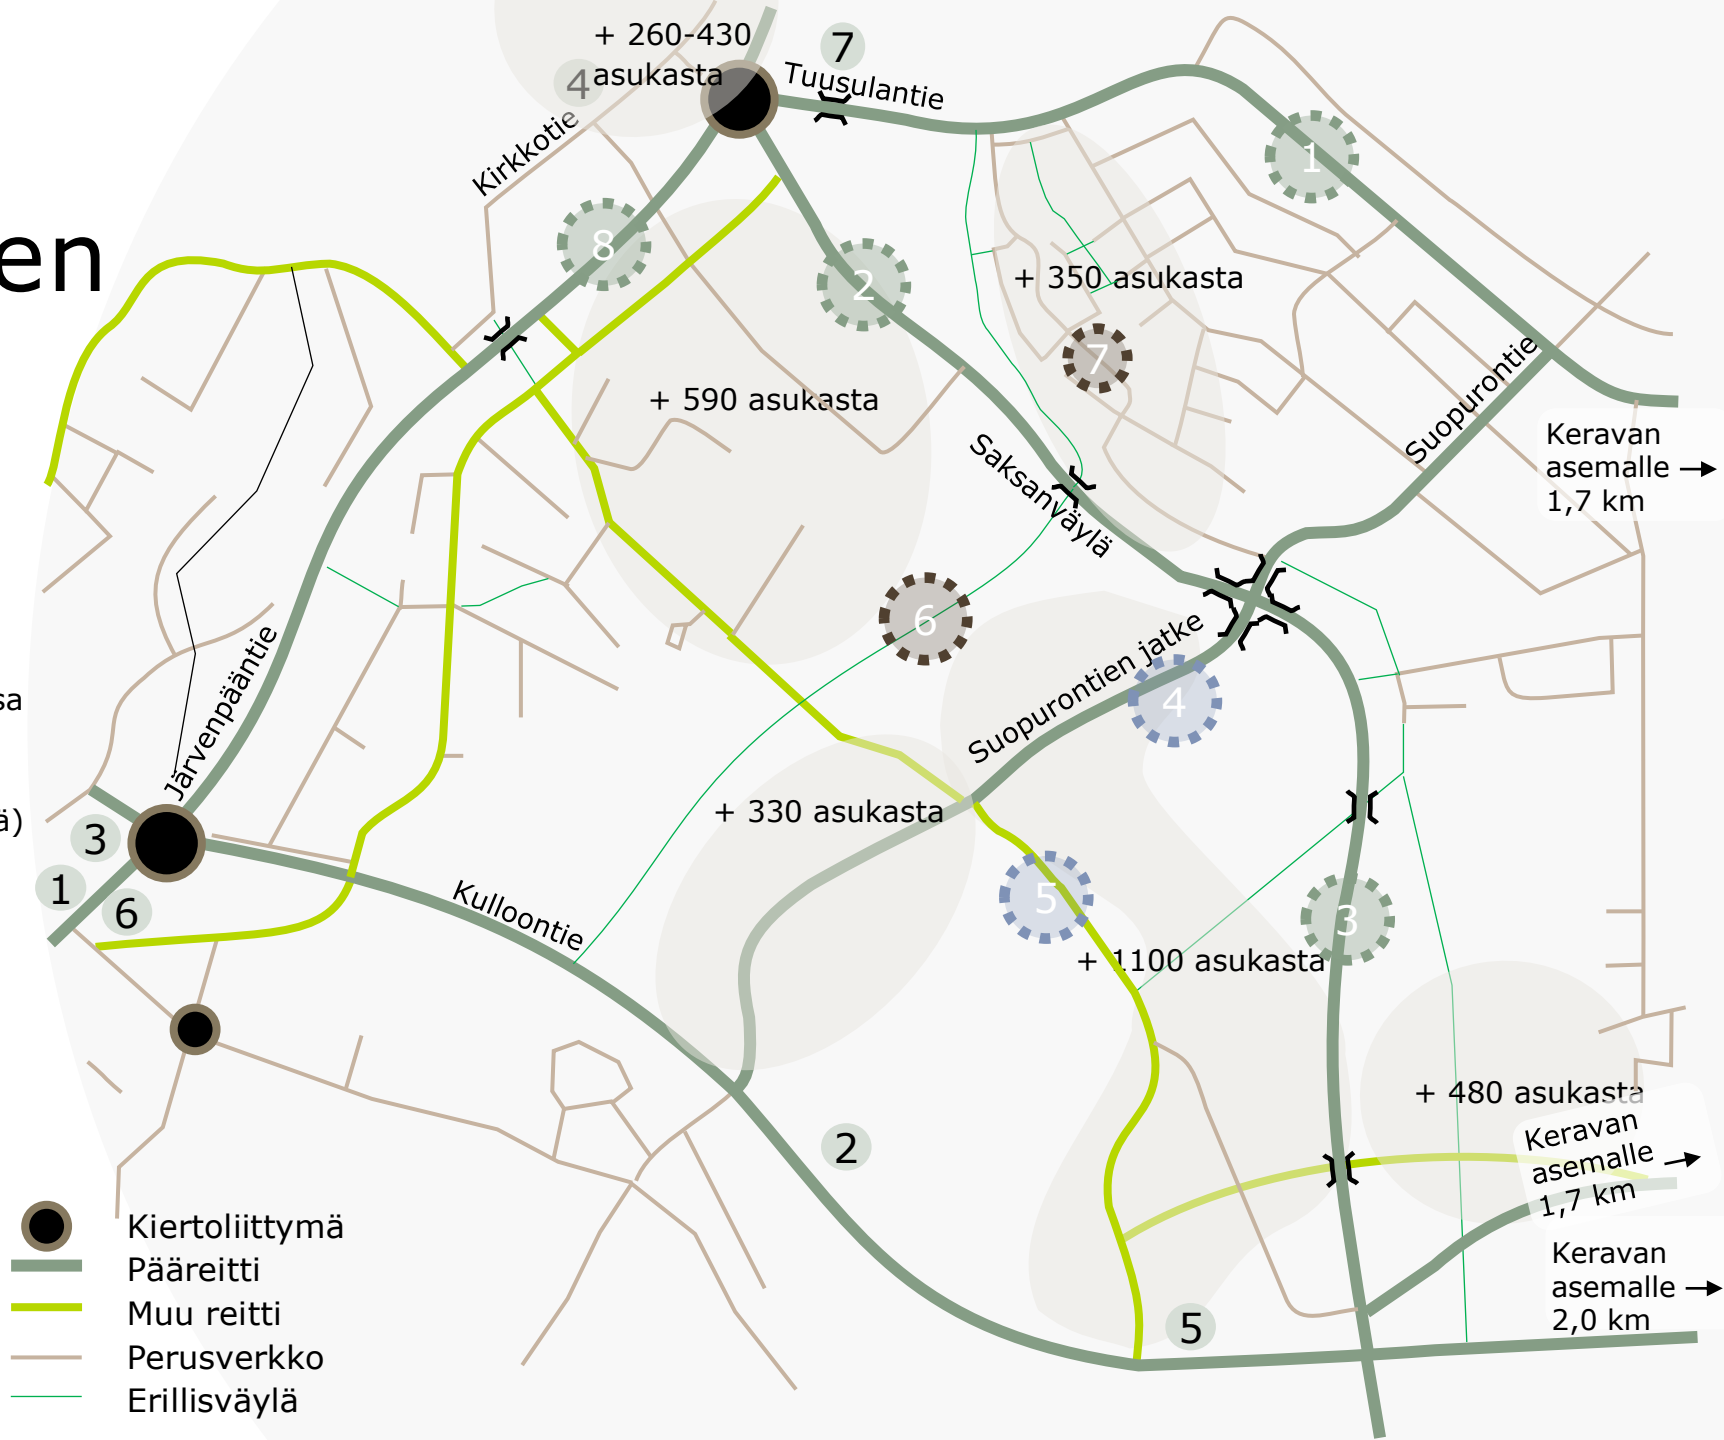 + 260-430
asukasta
4
7
Tuusulantie
Kirkkotie
1
en
8
2
+ 350 asukasta
7
Suopurontie
+ 590 asukasta
Keravan
asemalle →
1,7 km
Saksanväylä
6
Suopurontien jatke
4
sa
Järvenpääntie
ä)
+ 330 asukasta
3
1
6
Kulloontie
5
3
+ 1100 asukasta
+ 480 asukasta
Keravan
asemalle →
1,7 km
2
Keravan
asemalle →
2,0 km
5
Kiertoliittymä
Pääreitti
Muu reitti
Perusverkko
Erillisväylä